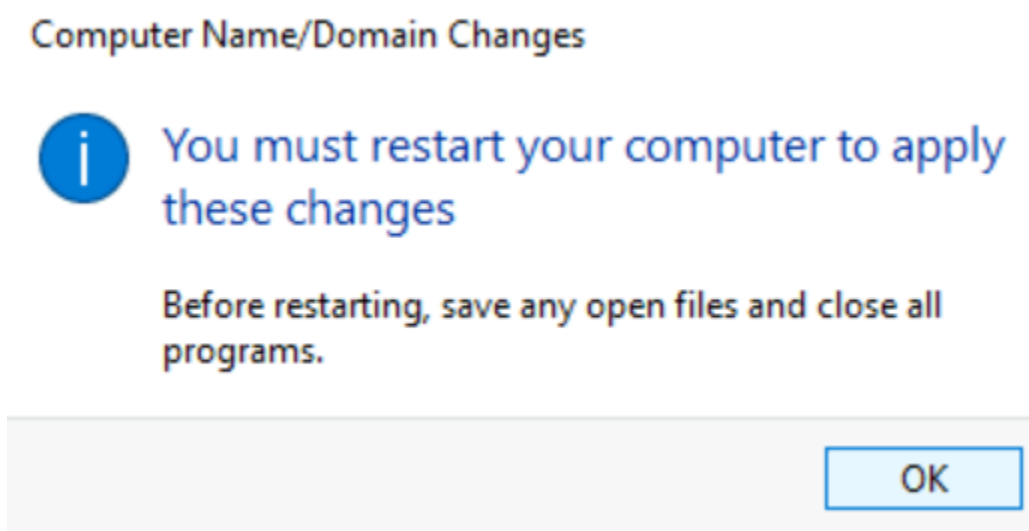 Computer Name/Domain Changes
You must restart your computer to apply
these changes
Before restarting, save any open files and close all
programs.
OK